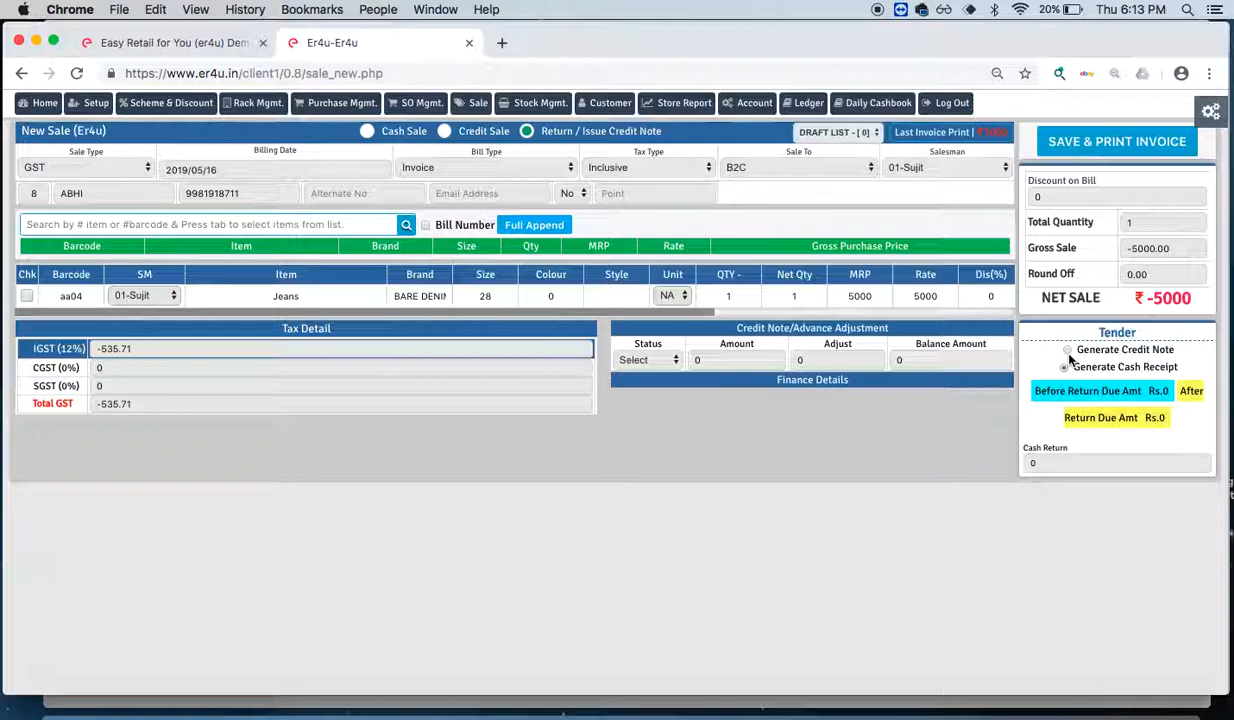 Chrome File Edit View History Bookmarks People Window Help 20% Thu 6:13 PM
Easy Retail for You (er4u) Dem Er4u-Er4u
https://www.er4u.in/client1/0.8/sale_new.php
Home Setup Scheme & Discount Rack Mgmt. Purchase Mgmt. SO Mgmt. Sale Stock Mgmt. Customer Store Report Account Ledger Daily Cashbook Log Out
New Sale (Er4u) Cash Sale Credit Sale Return / Issue Credit Note DRAFT LIST - [ 0] Last Invoice Print | ₹ 5000
SAVE & PRINT INVOICE
Sale Type Billing Date Bill Type Tax Type Sale To Salesman
GST 2019/05/16 Invoice Inclusive B2C 01-Sujit
8 ABHI 9981918711 Alternate No Email Address No Point
Search by # item or #barcode & Press tab to select items from list. Bill Number Full Append
Barcode Item Brand Size Qty MRP Rate Gross Purchase Price
Chk Barcode SM Item Brand Size Colour Style Unit QTY - Net Qty MRP Rate Dis(%)
aa04 01-Sujit Jeans BARE DENIM 28 0 NA 1 1 5000 5000 0
Discount on Bill
0
Total Quantity 1
Gross Sale -5000.00
Round Off 0.00
NET SALE ₹ -5000
Tax Detail
IGST (12%) -535.71
CGST (0%) 0
SGST (0%) 0
Total GST -535.71
Credit Note/Advance Adjustment
Status Amount Adjust Balance Amount
Select 0 0 0
Finance Details
Tender
Generate Credit Note
Generate Cash Receipt
Before Return Due Amt Rs.0 After
Return Due Amt Rs.0
Cash Return
0